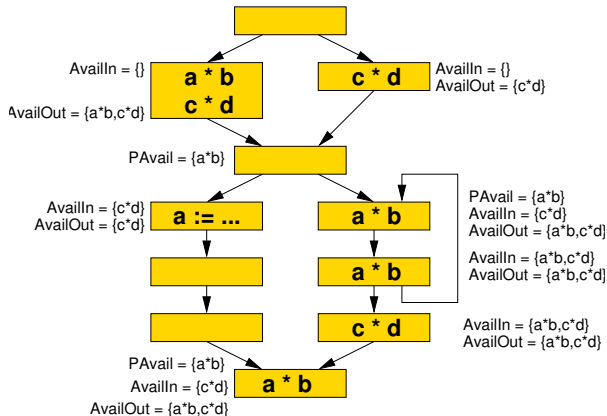 AvailIn = {}
a * b
c * d
AvailOut = {a*b,c*d}
c * d
AvailIn = {}
AvailOut = {c*d}
PAvail = {a*b}
AvailIn = {c*d}
AvailOut = {c*d}
a := ...
a * b
PAvail = {a*b}
AvailIn = {c*d}
AvailOut = {a*b,c*d}
a * b
AvailIn = {a*b,c*d}
AvailOut = {a*b,c*d}
c * d
AvailIn = {a*b,c*d}
AvailOut = {a*b,c*d}
PAvail = {a*b}
AvailIn = {c*d}
AvailOut = {a*b,c*d}
a * b